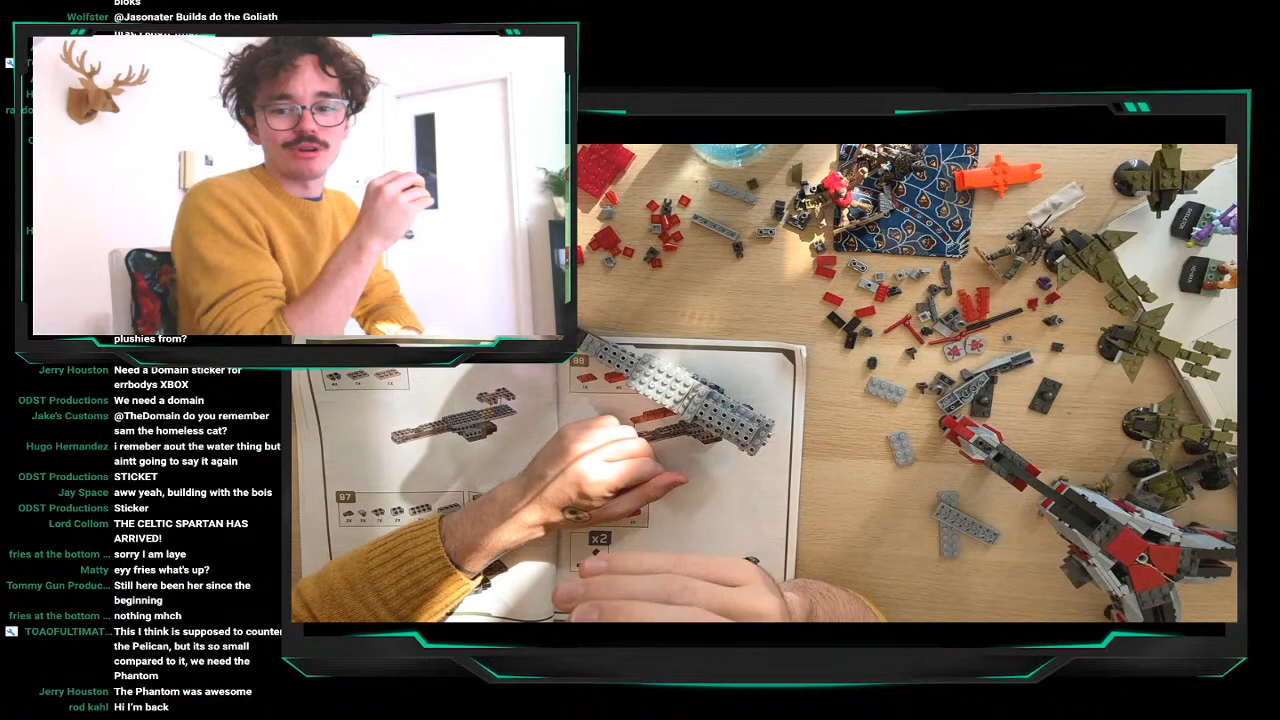 bloks
Wolfster @Jasonater Builds do the Goliath
plushies from?
Jerry Houston Need a Domain sticker for
errbodys XBOX
ODST Productions We need a domain
Jake's Customs @TheDomain do you remember
sam the homeless cat?
Hugo Hernandez i remeber aout the water thing but
aintt going to say it again
ODST Productions STICKET
Jay Space aww yeah, building with the bois
ODST Productions Sticker
Lord Collom THE CELTIC SPARTAN HAS
ARRIVED!
fries at the bottom ... sorry I am laye
Matty eyy fries what's up?
Tommy Gun Produc... Still here been her since the
beginning
fries at the bottom ... nothing mhch
TOAOFULTIMAT... This I think is supposed to counter
the Pelican, but its so small
compared to it, we need the
Phantom
Jerry Houston The Phantom was awesome
rod kahl Hi I'm back
87
88
x2